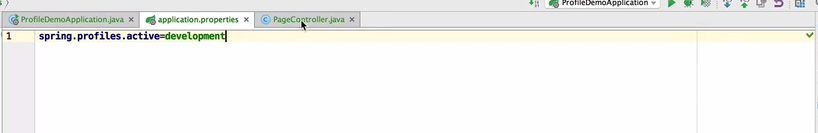 ProfileDemoApplication
ProfileDemoApplication.java
application.properties
PageController.java
1
spring.profiles.active=development